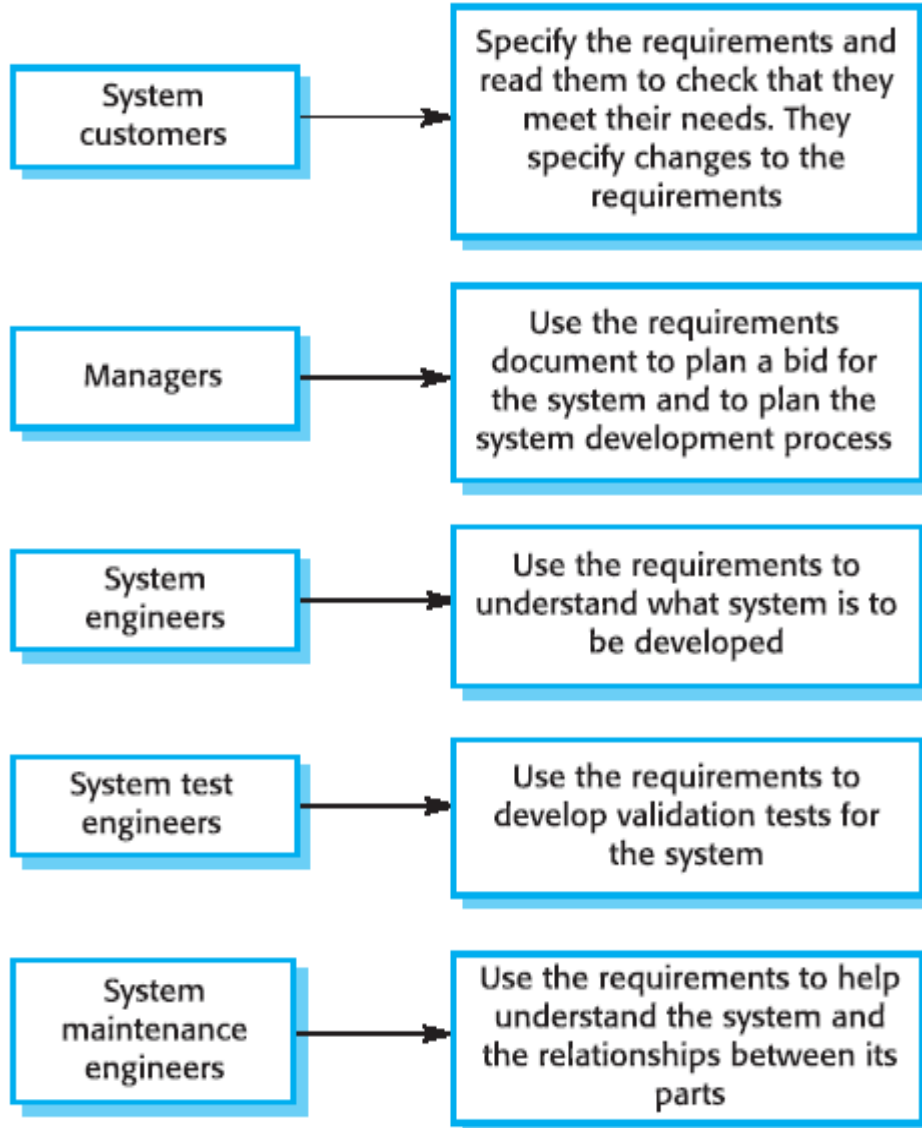 System
customers
Specify the requirements and
read them to check that they
meet their needs. They
specify changes to the
requirements
Managers
Use the requirements
document to plan a bid for
the system and to plan the
system development process
System
engineers
Use the requirements to
understand what system is to
be developed
System test
engineers
Use the requirements to
develop validation tests for
the system
System
maintenance
engineers
Use the requirements to help
understand the system and
the relationships between its
parts